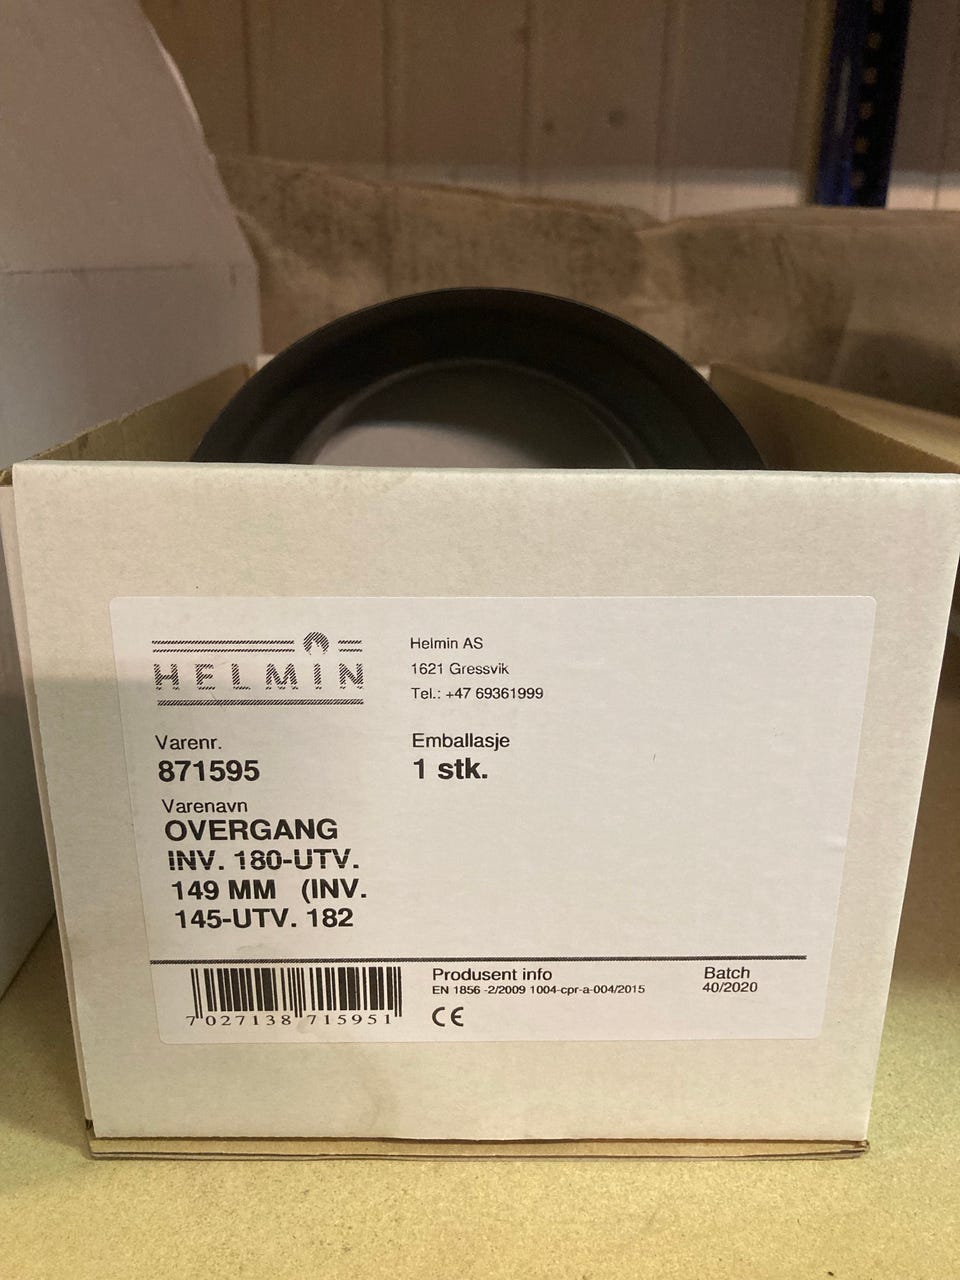 HELMIN
Helmin AS
1621 Gressvik
Tel.: +47 69361999
Varenr.
871595
Emballasje
1 stk.
Varenavn
OVERGANG
INV. 180-UTV.
149 MM (INV.
145-UTV. 182
7 027138 715951
Produsent info
EN 1856 -2/2009 1004-cpr-a-004/2015
CE
Batch
40/2020